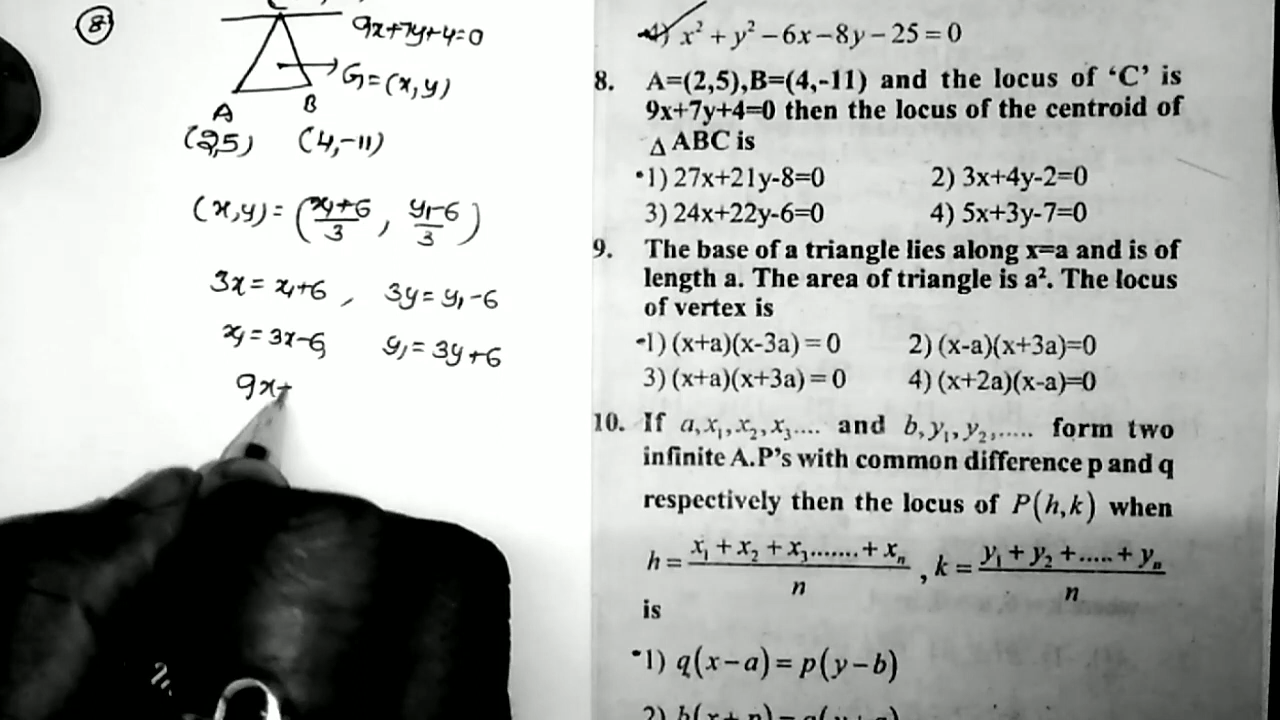 8
9x+7y+4=0
G=(x,y)
A B
(2,5) (4,-11)
(x,y) = (x₁+6/3 , y₁-6/3)
3x = x₁+6 , 3y = y₁-6
x₁ = 3x-6, y₁ = 3y+6
9x+
4) x² + y² – 6x – 8y – 25 = 0
8. A=(2,5),B=(4,-11) and the locus of ‘C’ is
9x+7y+4=0 then the locus of the centroid of
Δ ABC is
1) 27x+21y-8=0 2) 3x+4y-2=0
3) 24x+22y-6=0 4) 5x+3y-7=0
9. The base of a triangle lies along x=a and is of
length a. The area of triangle is a². The locus
of vertex is
1) (x+a)(x-3a) = 0 2) (x-a)(x+3a)=0
3) (x+a)(x+3a) = 0 4) (x+2a)(x-a)=0
10. If a,x₁,x₂,x₃.... and b,y₁,y₂,..... form two
infinite A.P’s with common difference p and q
respectively then the locus of P(h,k) when
h = x₁ + x₂ + x₃.......+ xₙ / n , k = y₁ + y₂ + ..... + yₙ / n
is
1) q(x – a) = p(y – b)